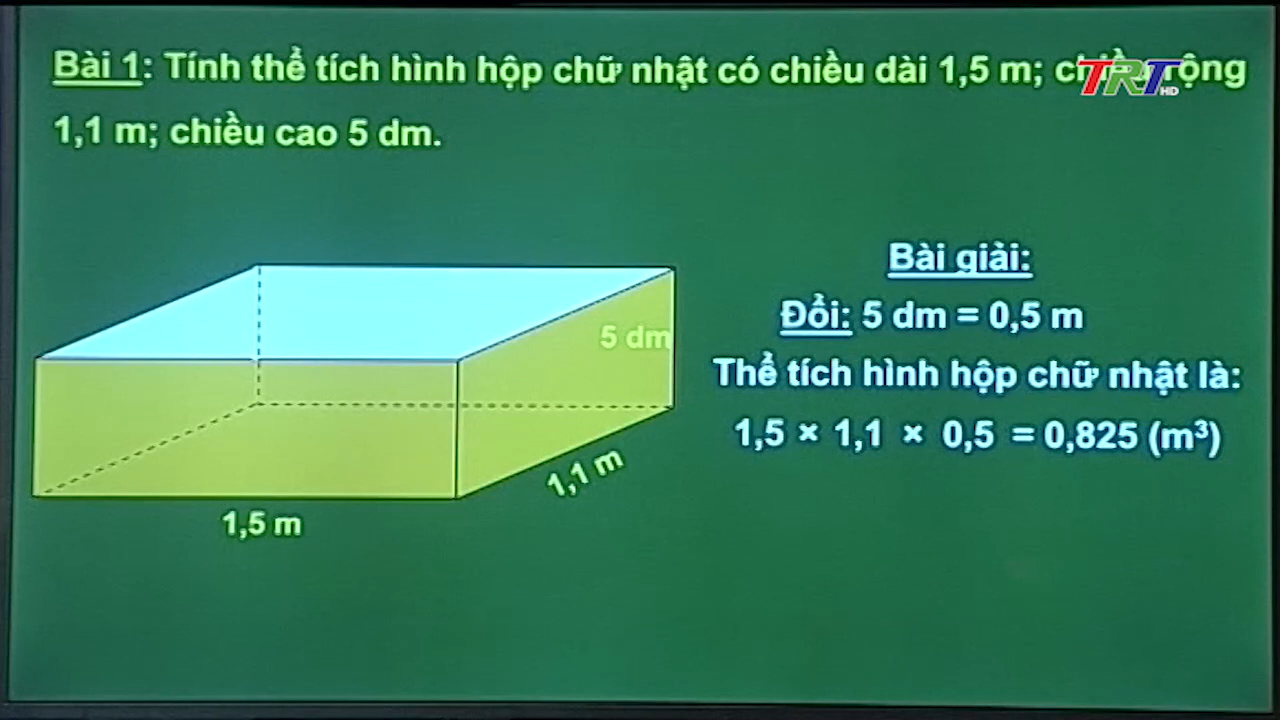 Bài 1: Tính thể tích hình hộp chữ nhật có chiều dài 1,5 m; chiều rộng
TRT HD
1,1 m; chiều cao 5 dm.
Bài giải:
Đổi: 5 dm = 0,5 m
5 dm
Thể tích hình hộp chữ nhật là:
1,5 × 1,1 × 0,5 = 0,825 (m³)
1,1 m
1,5 m